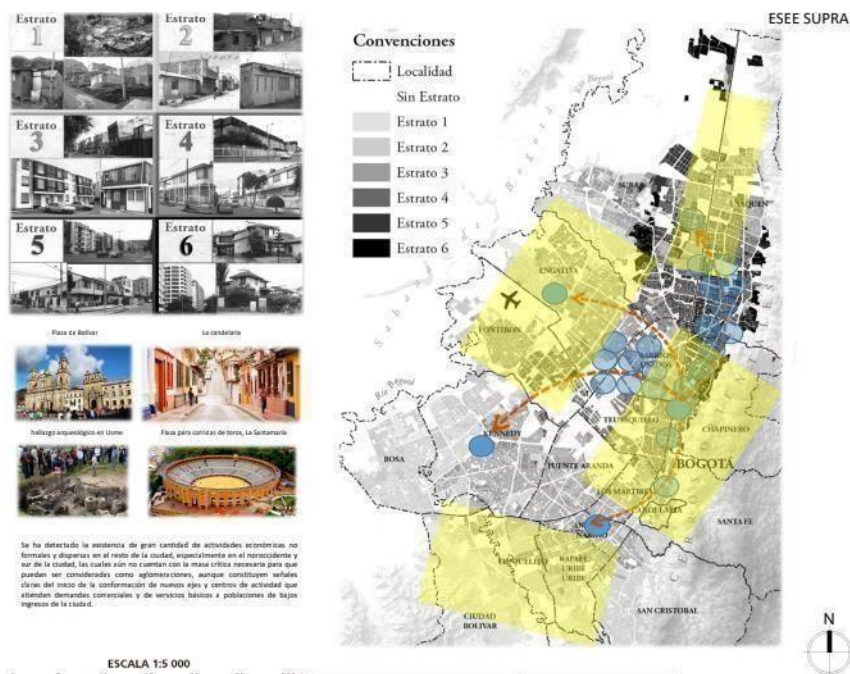 ESEE SUPRA
Estrato
1
Estrato
2
Estrato
3
Estrato
4
Estrato
5
Estrato
6
Plaza de Bolívar
La candelaria
hallazgo arqueológico en Usme
Plaza para corridas de toros, La Santamaría
Se ha detectado la existencia de gran cantidad de actividades económicas no
formales y dispersas en el resto de la ciudad, especialmente en el noroccidente y
sur de la ciudad, las cuales aún no cuentan con la masa crítica necesaria para que
puedan ser consideradas como aglomeraciones, aunque constituyen señales
claras del inicio de la conformación de nuevos ejes y centros de actividad que
atienden demandas comerciales y de servicios básicos a poblaciones de bajos
ingresos de la ciudad.
ESCALA 1:5 000
Convenciones
Localidad
Sin Estrato
Estrato 1
Estrato 2
Estrato 3
Estrato 4
Estrato 5
Estrato 6
Río Bogotá
Sabana
Bogotá
SUBA
USAQUEN
ENGATIVA
FONTIBON
BARRIOS UNIDOS
Río Bogotá
TEUSAQUILLO
CHAPINERO
KENNEDY
BOSA
PUENTE ARANDA
BOGOTÁ
LOS MARTIRES
CANDELARIA
SANTA FE
ANTONIO
NARIÑO
TUNJUELITO
RAFAEL
URIBE
URIBE
CIUDAD
BOLIVAR
SAN CRISTOBAL
N